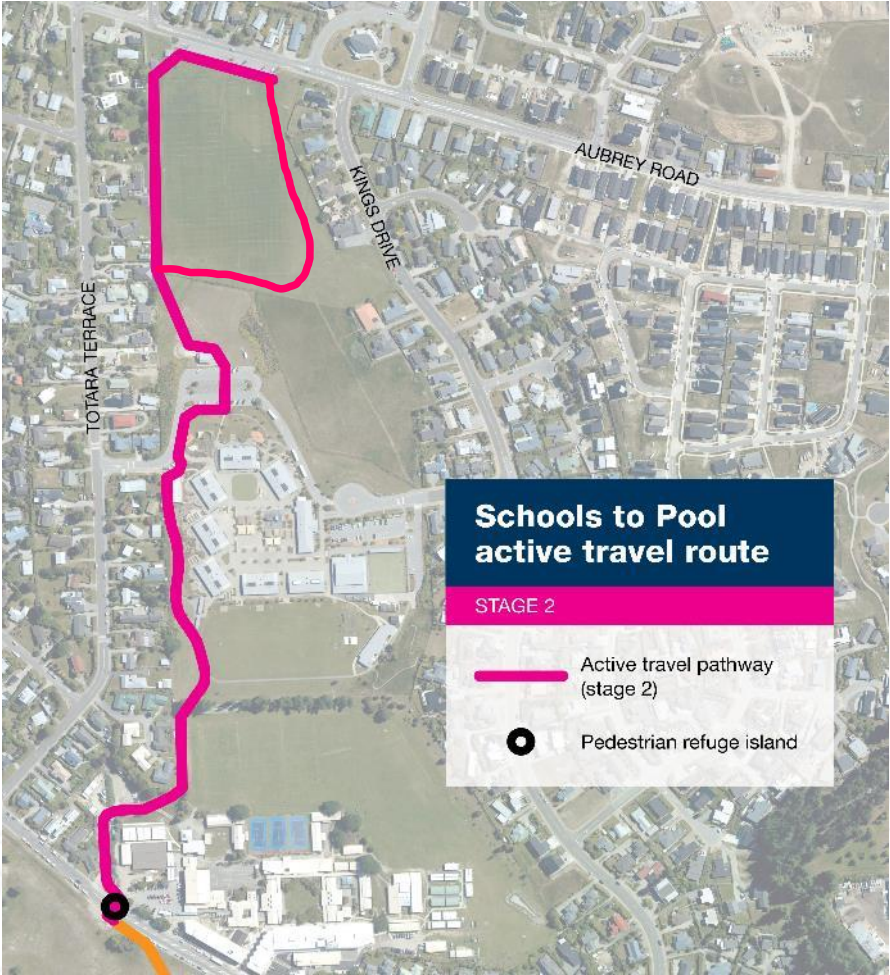 AUBREY ROAD
KINGS DRIVE
TOTARA TERRACE
Schools to Pool
active travel route
STAGE 2
Active travel pathway
(stage 2)
Pedestrian refuge island